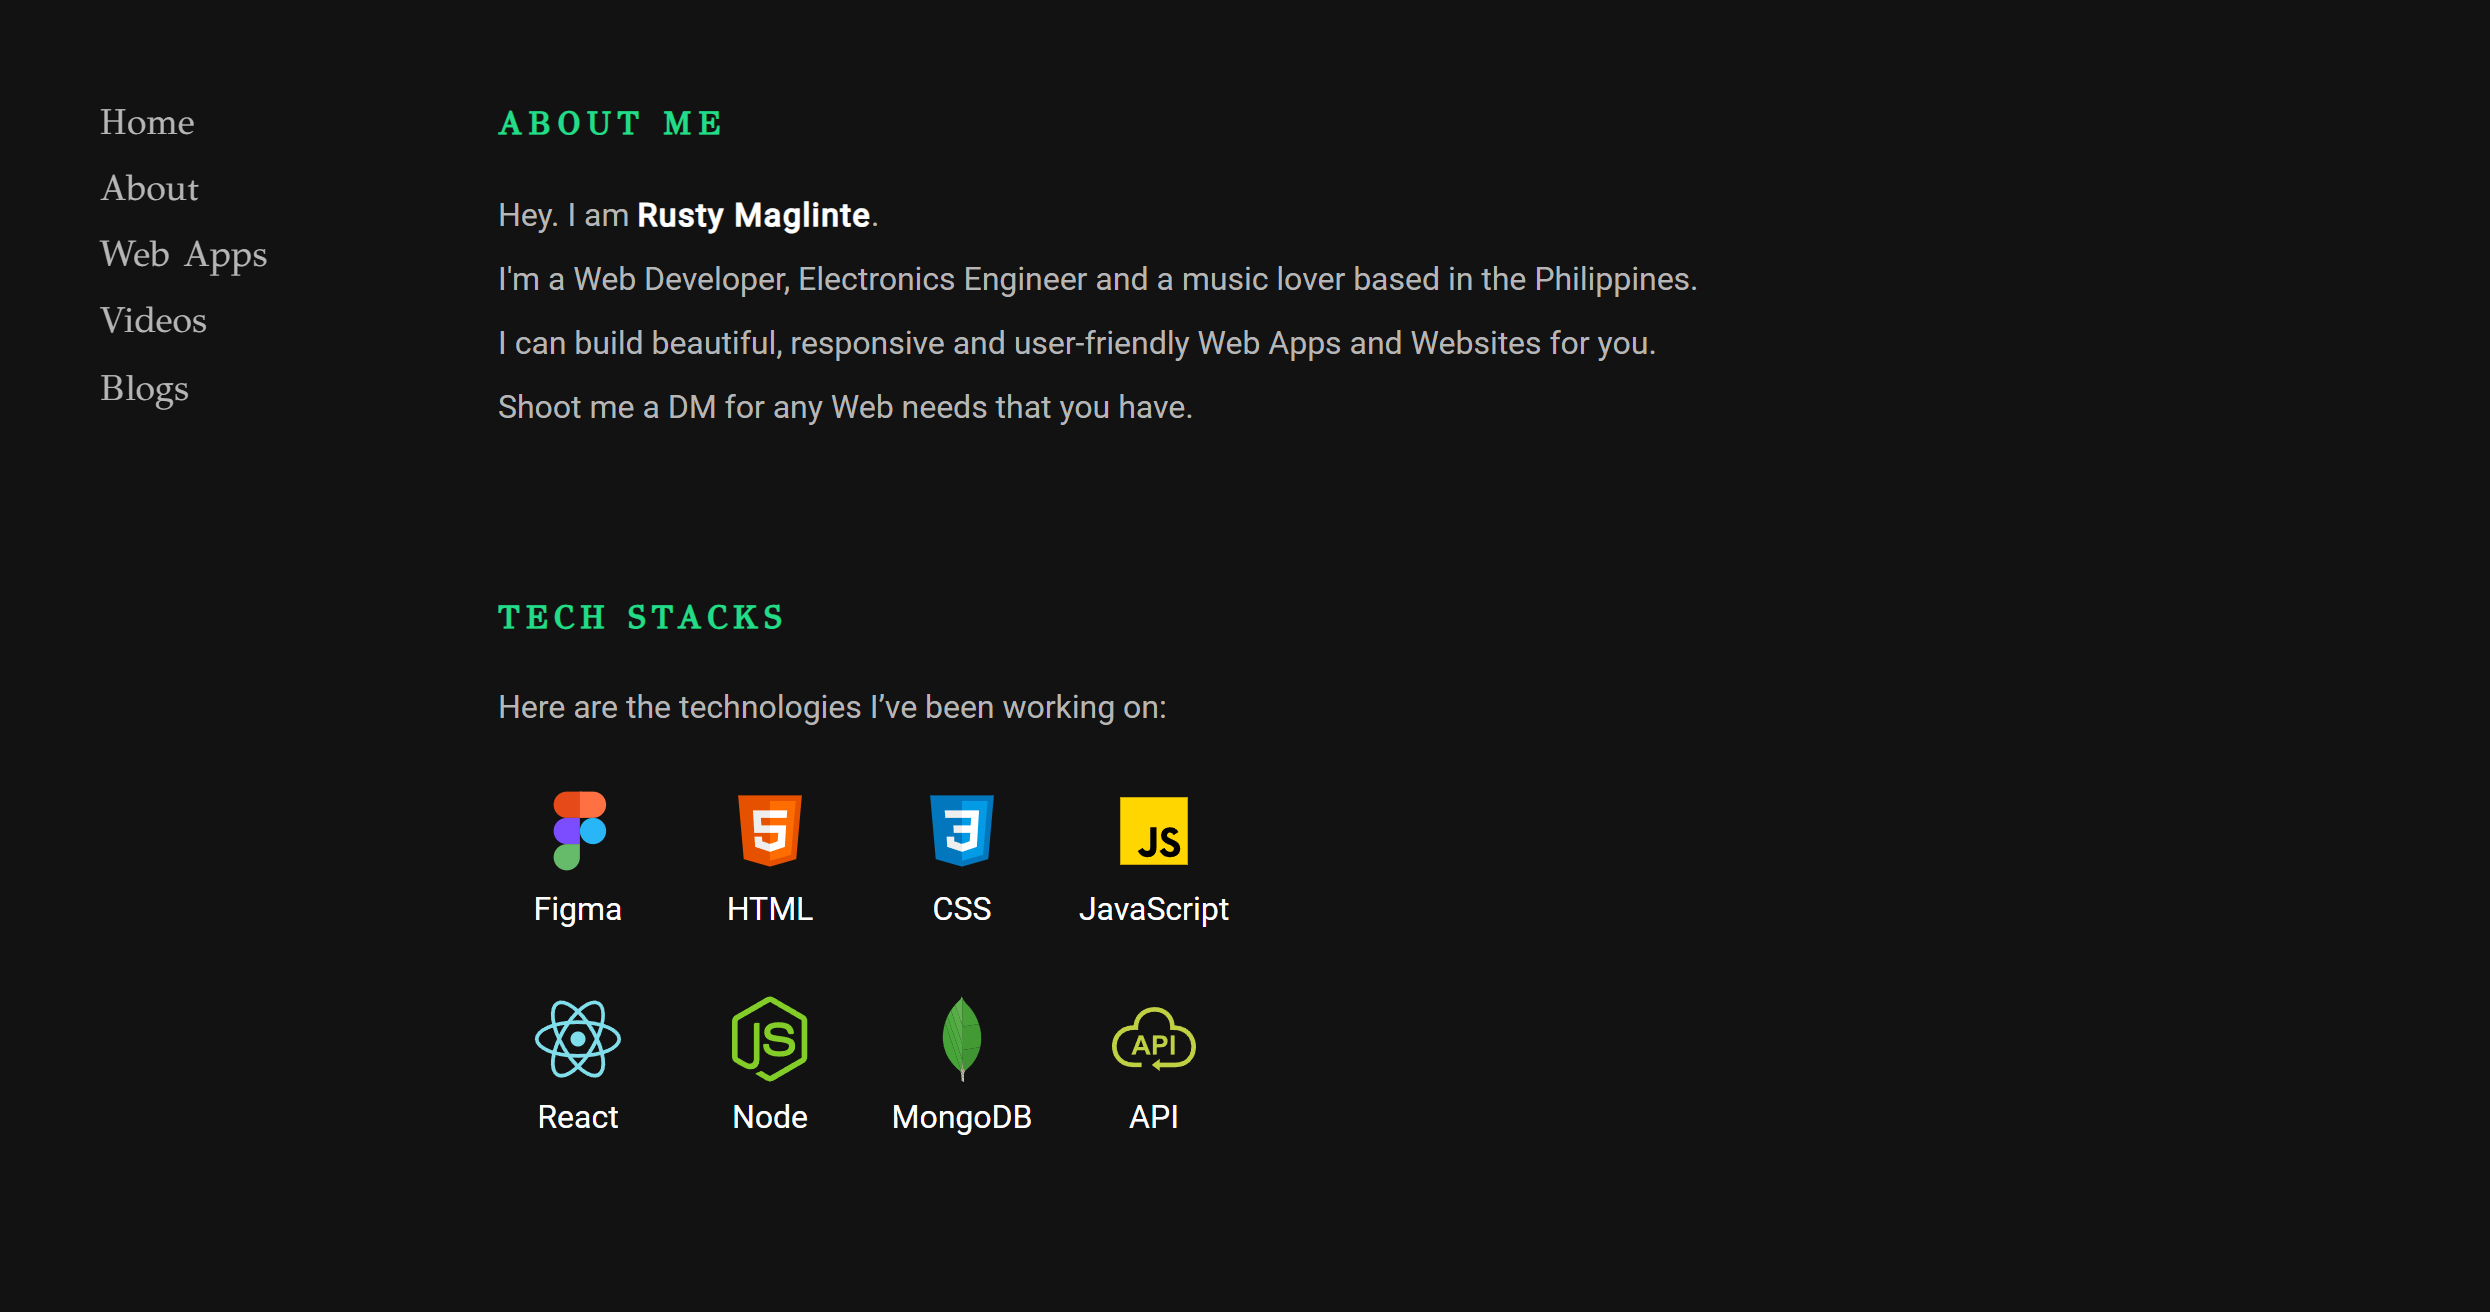 Home
About
Web Apps
Videos
Blogs
ABOUT ME
Hey. I am Rusty Maglinte.
I'm a Web Developer, Electronics Engineer and a music lover based in the Philippines.
I can build beautiful, responsive and user-friendly Web Apps and Websites for you.
Shoot me a DM for any Web needs that you have.
TECH STACKS
Here are the technologies I’ve been working on:
5
3
JS
Figma
HTML
CSS
JavaScript
JS
API
React
Node
MongoDB
API